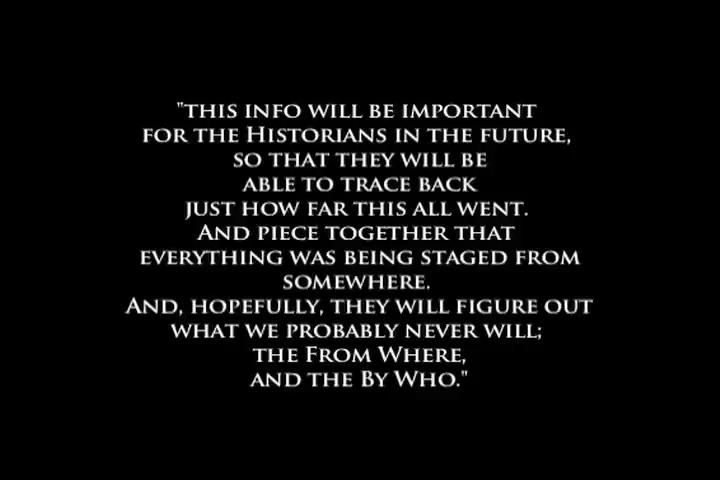 "this info will be important
for the Historians in the future,
so that they will be
able to trace back
just how far this all went.
And piece together that
everything was being staged from
somewhere.
And, hopefully, they will figure out
what we probably never will;
the From Where,
and the By Who."